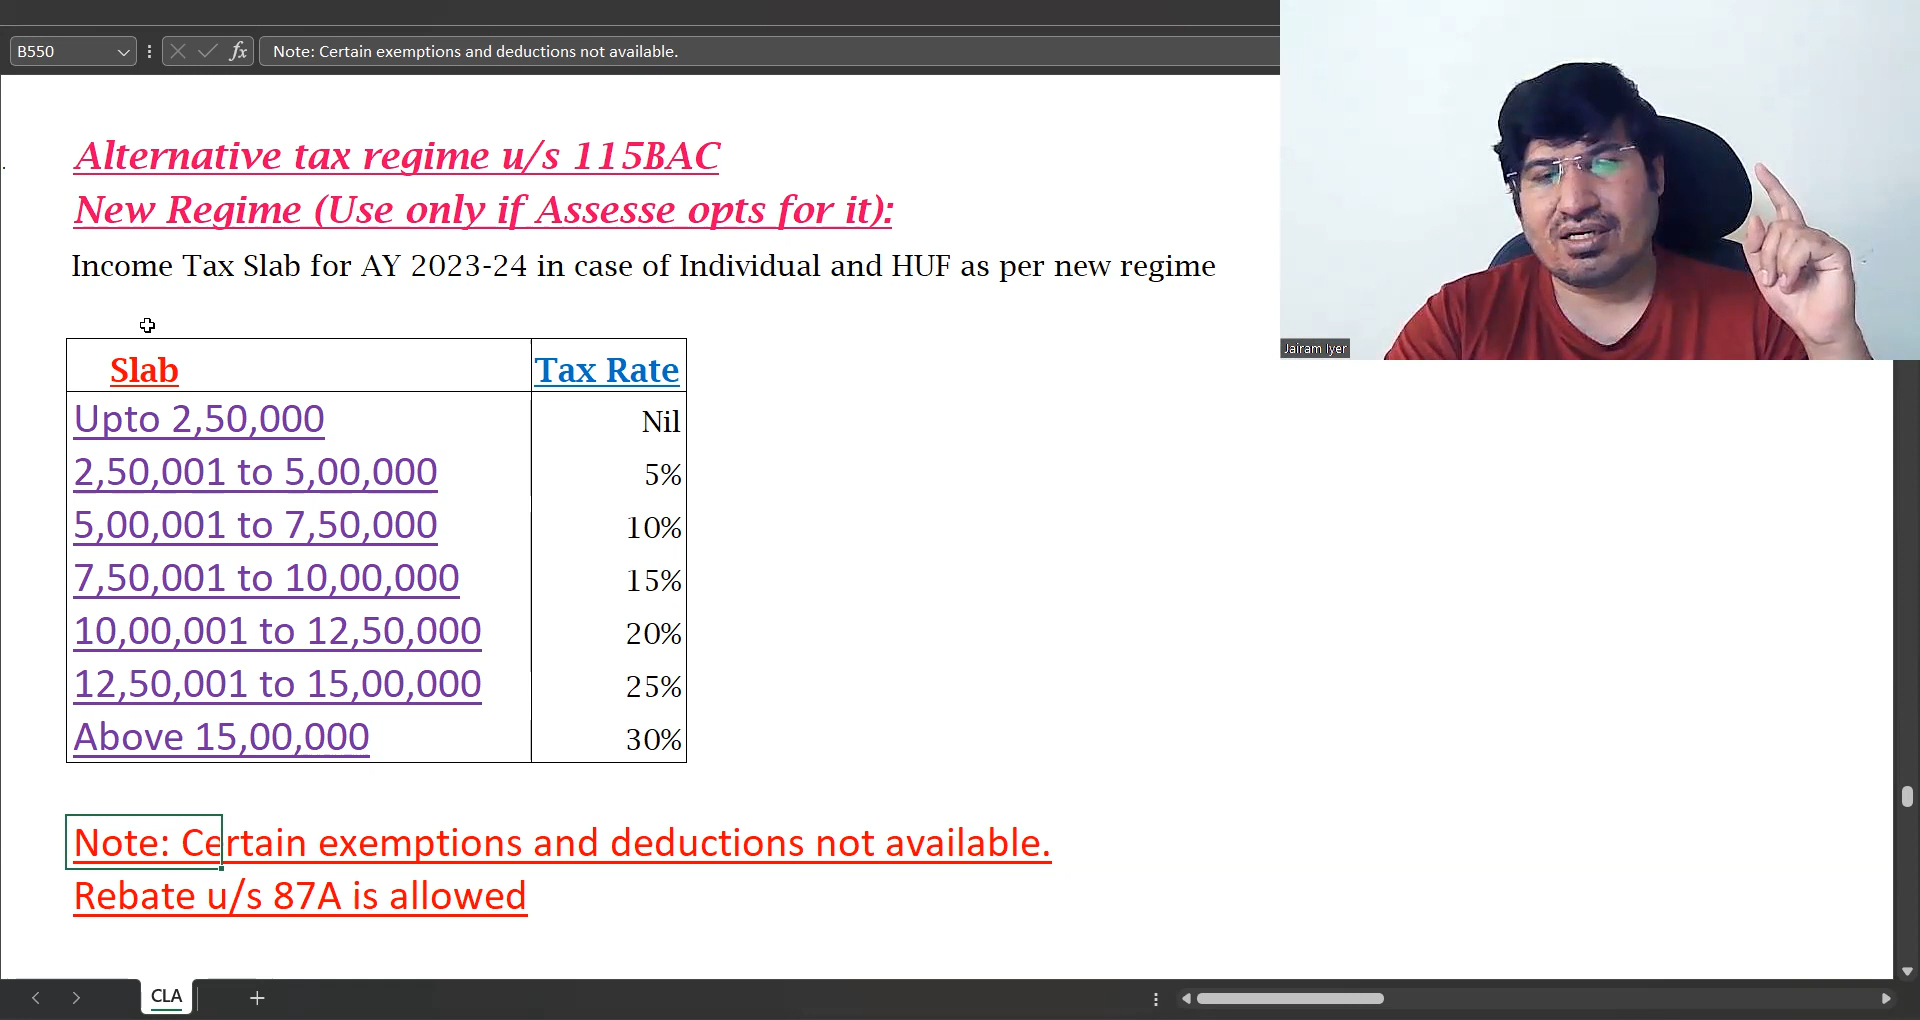 B550
fx
Note: Certain exemptions and deductions not available.
Alternative tax regime u/s 115BAC
New Regime (Use only if Assesse opts for it):
Income Tax Slab for AY 2023-24 in case of Individual and HUF as per new regime
Slab Tax Rate
Upto 2,50,000 Nil
2,50,001 to 5,00,000 5%
5,00,001 to 7,50,000 10%
7,50,001 to 10,00,000 15%
10,00,001 to 12,50,000 20%
12,50,001 to 15,00,000 25%
Above 15,00,000 30%
Note: Certain exemptions and deductions not available.
Rebate u/s 87A is allowed
Jairam Iyer
CLA